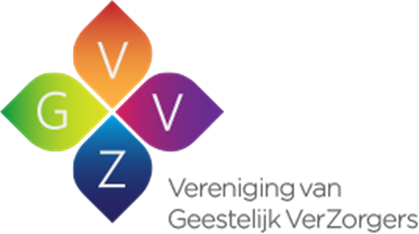 V
G V
Z
Vereniging van
Geestelijk VerZorgers